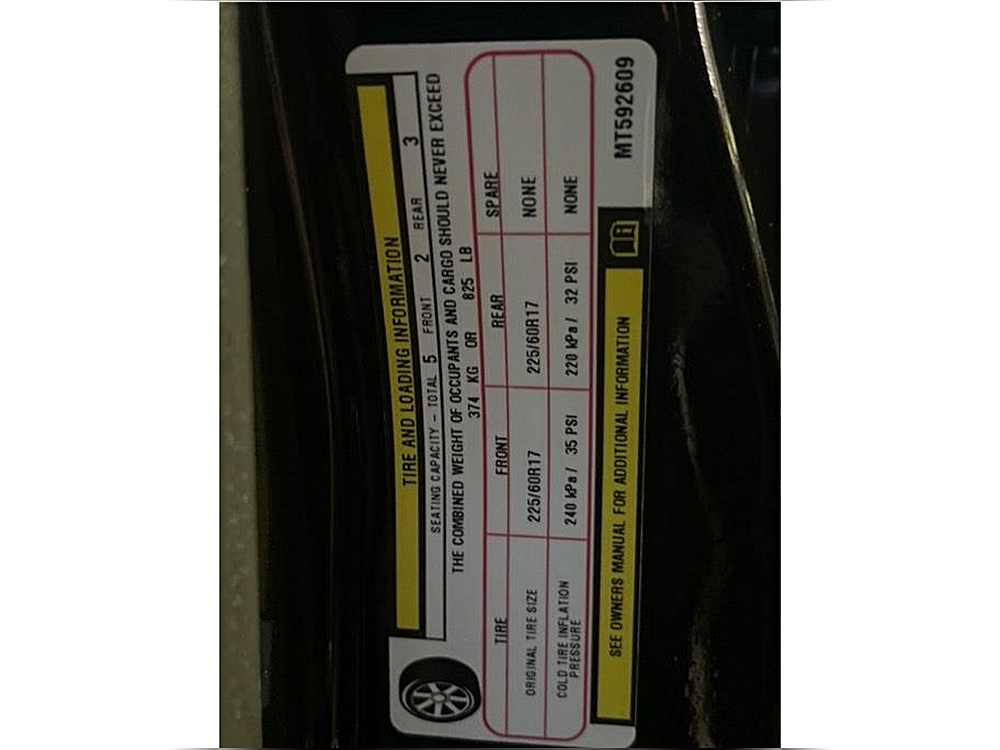 TIRE AND LOADING INFORMATION
SEATING CAPACITY - TOTAL 5 FRONT 2 REAR 3
THE COMBINED WEIGHT OF OCCUPANTS AND CARGO SHOULD NEVER EXCEED
374 KG OR 825 LB
TIRE FRONT REAR SPARE
ORIGINAL TIRE SIZE 225/60R17 225/60R17 NONE
COLD TIRE INFLATION PRESSURE 240 kPa / 35 PSI 220 kPa / 32 PSI NONE
SEE OWNERS MANUAL FOR ADDITIONAL INFORMATION
MT592609